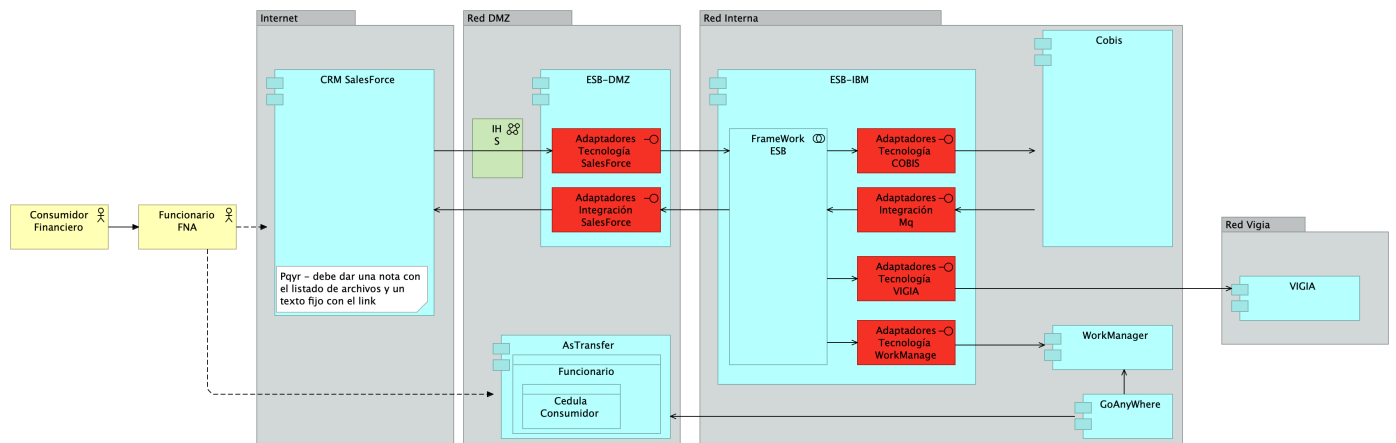 Internet
Red DMZ
Red Interna
Cobis
CRM SalesForce
ESB-DMZ
ESB-IBM
IH
S
Adaptadores
Tecnología
SalesForce
FrameWork
ESB
Adaptadores
Tecnología
COBIS
Adaptadores
Integración
SalesForce
Adaptadores
Integración
Mq
Consumidor
Financiero
Funcionario
FNA
Red Vigia
Pqyr - debe dar una nota con
el listado de archivos y un
texto fijo con el link
Adaptadores
Tecnología
VIGIA
VIGIA
Adaptadores
Tecnología
WorkManage
WorkManager
AsTransfer
Funcionario
Cedula
Consumidor
GoAnyWhere